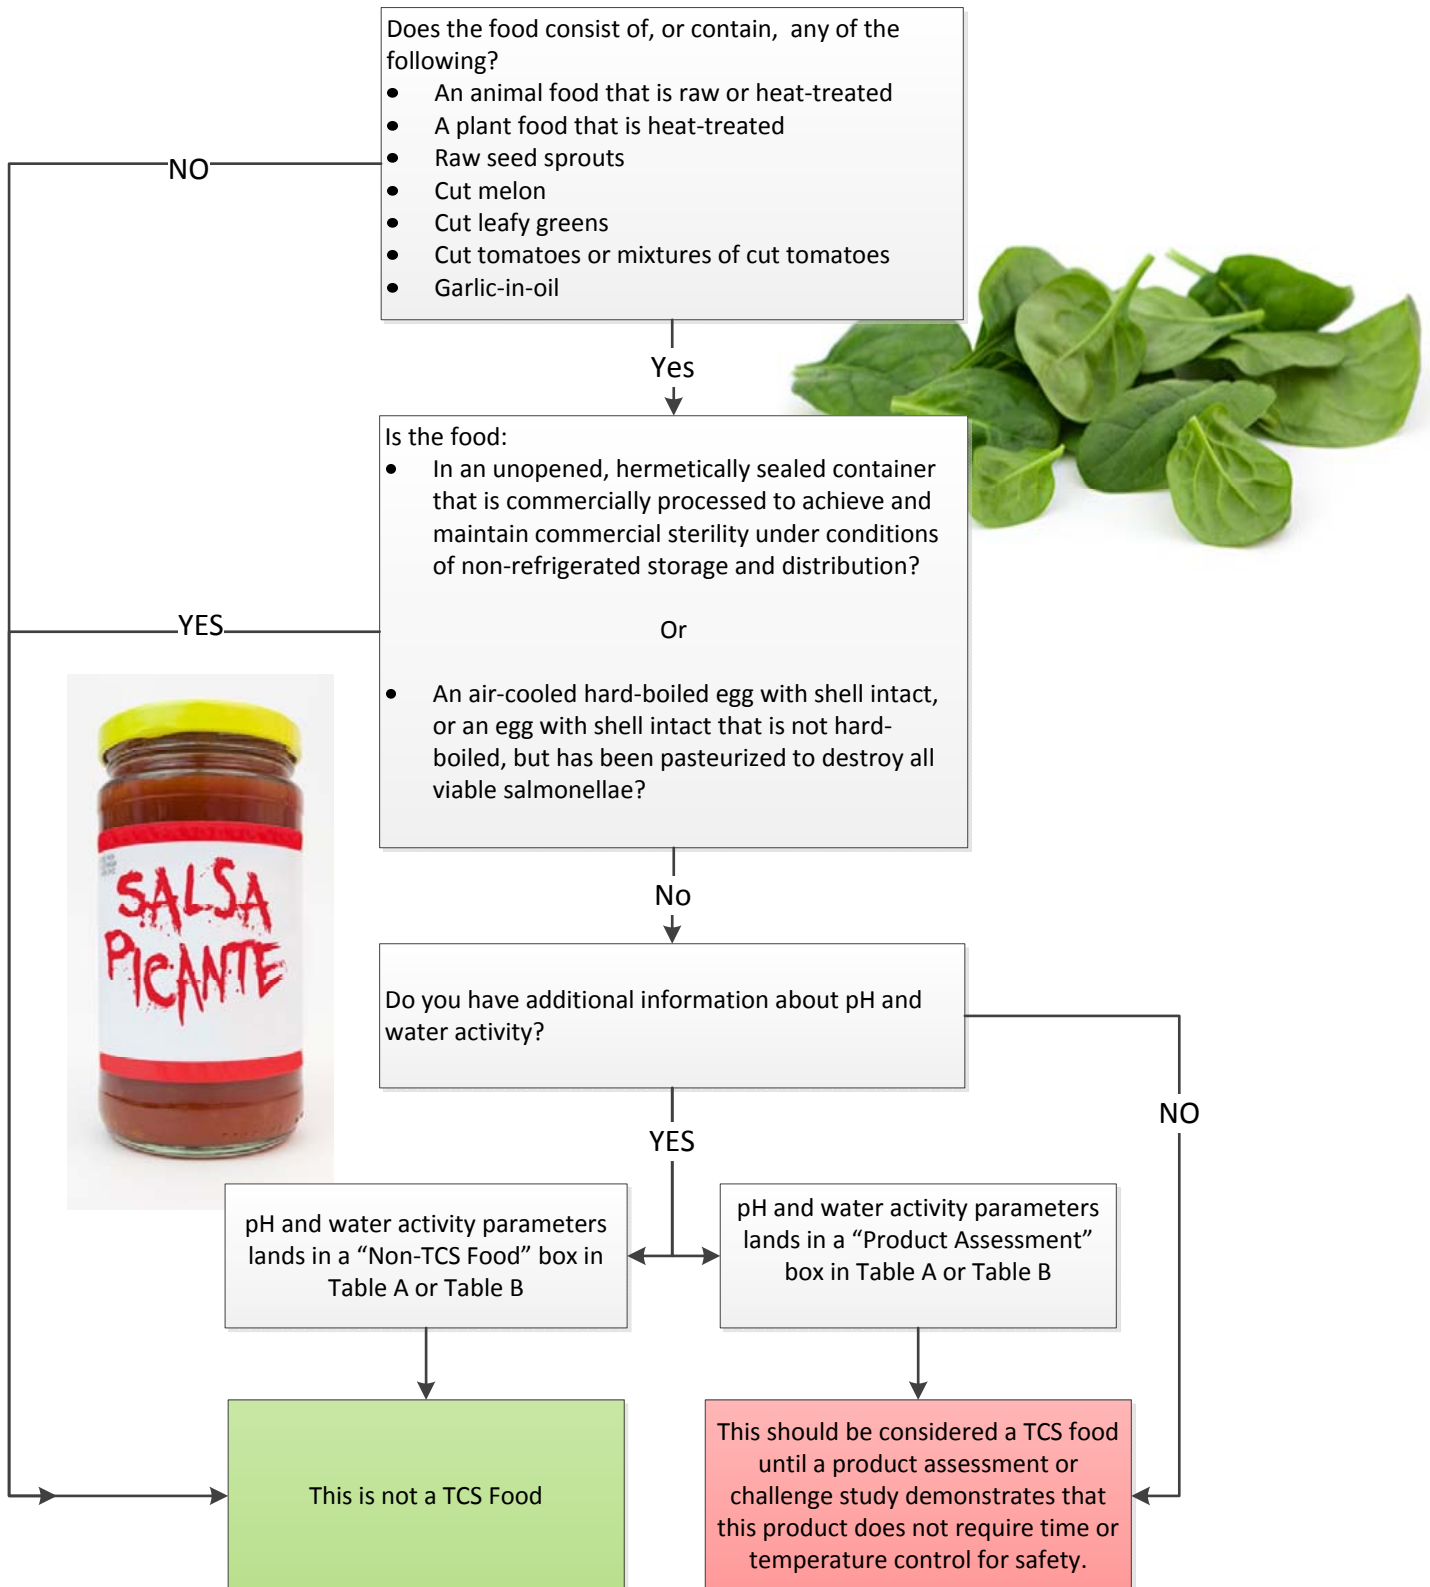 Does the food consist of, or contain,  any of the
following?
• An animal food that is raw or heat-treated
• A plant food that is heat-treated
• Raw seed sprouts
• Cut melon
• Cut leafy greens
• Cut tomatoes or mixtures of cut tomatoes
• Garlic-in-oil
NO
Yes
Is the food:
• In an unopened, hermetically sealed container
that is commercially processed to achieve and
maintain commercial sterility under conditions
of non-refrigerated storage and distribution?
YES
Or
• An air-cooled hard-boiled egg with shell intact,
or an egg with shell intact that is not hard-
boiled, but has been pasteurized to destroy all
viable salmonellae?
SALSA
PICANTE
No
Do you have additional information about pH and
water activity?
YES
NO
pH and water activity parameters
lands in a “Non-TCS Food” box in
Table A or Table B
pH and water activity parameters
lands in a “Product Assessment”
box in Table A or Table B
This is not a TCS Food
This should be considered a TCS food
until a product assessment or
challenge study demonstrates that
this product does not require time or
temperature control for safety.